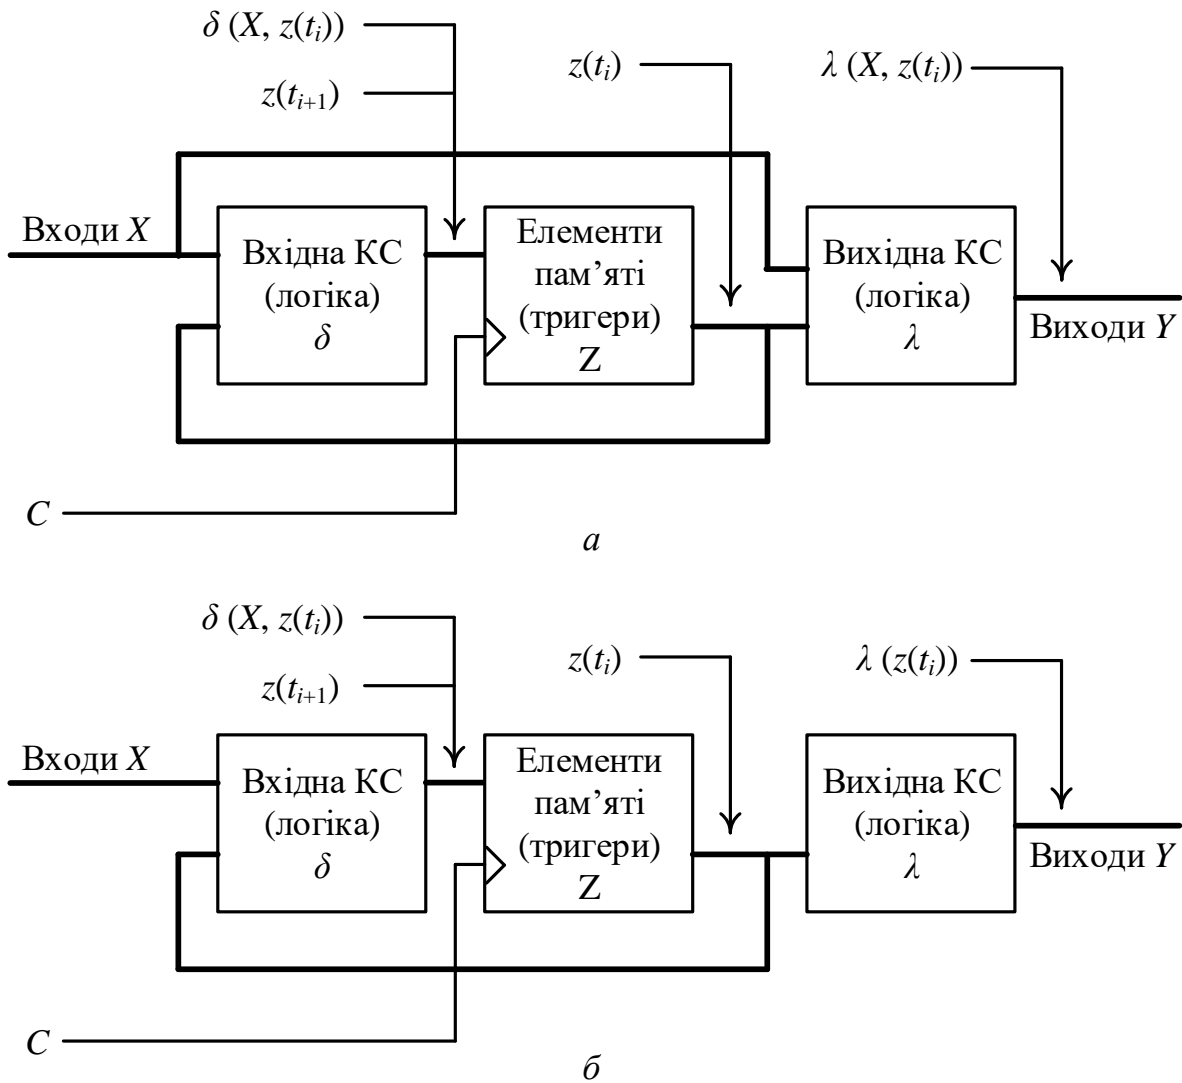 δ (X, z(tᵢ))
z(tᵢ₊₁)
z(tᵢ)
λ (X, z(tᵢ))
Входи X
Вхідна КС
(логіка)
δ
Елементи
пам’яті
(тригери)
Z
Вихідна КС
(логіка)
λ
Виходи Y
C
а
δ (X, z(tᵢ))
z(tᵢ₊₁)
z(tᵢ)
λ (z(tᵢ))
Входи X
Вхідна КС
(логіка)
δ
Елементи
пам’яті
(тригери)
Z
Вихідна КС
(логіка)
λ
Виходи Y
C
б